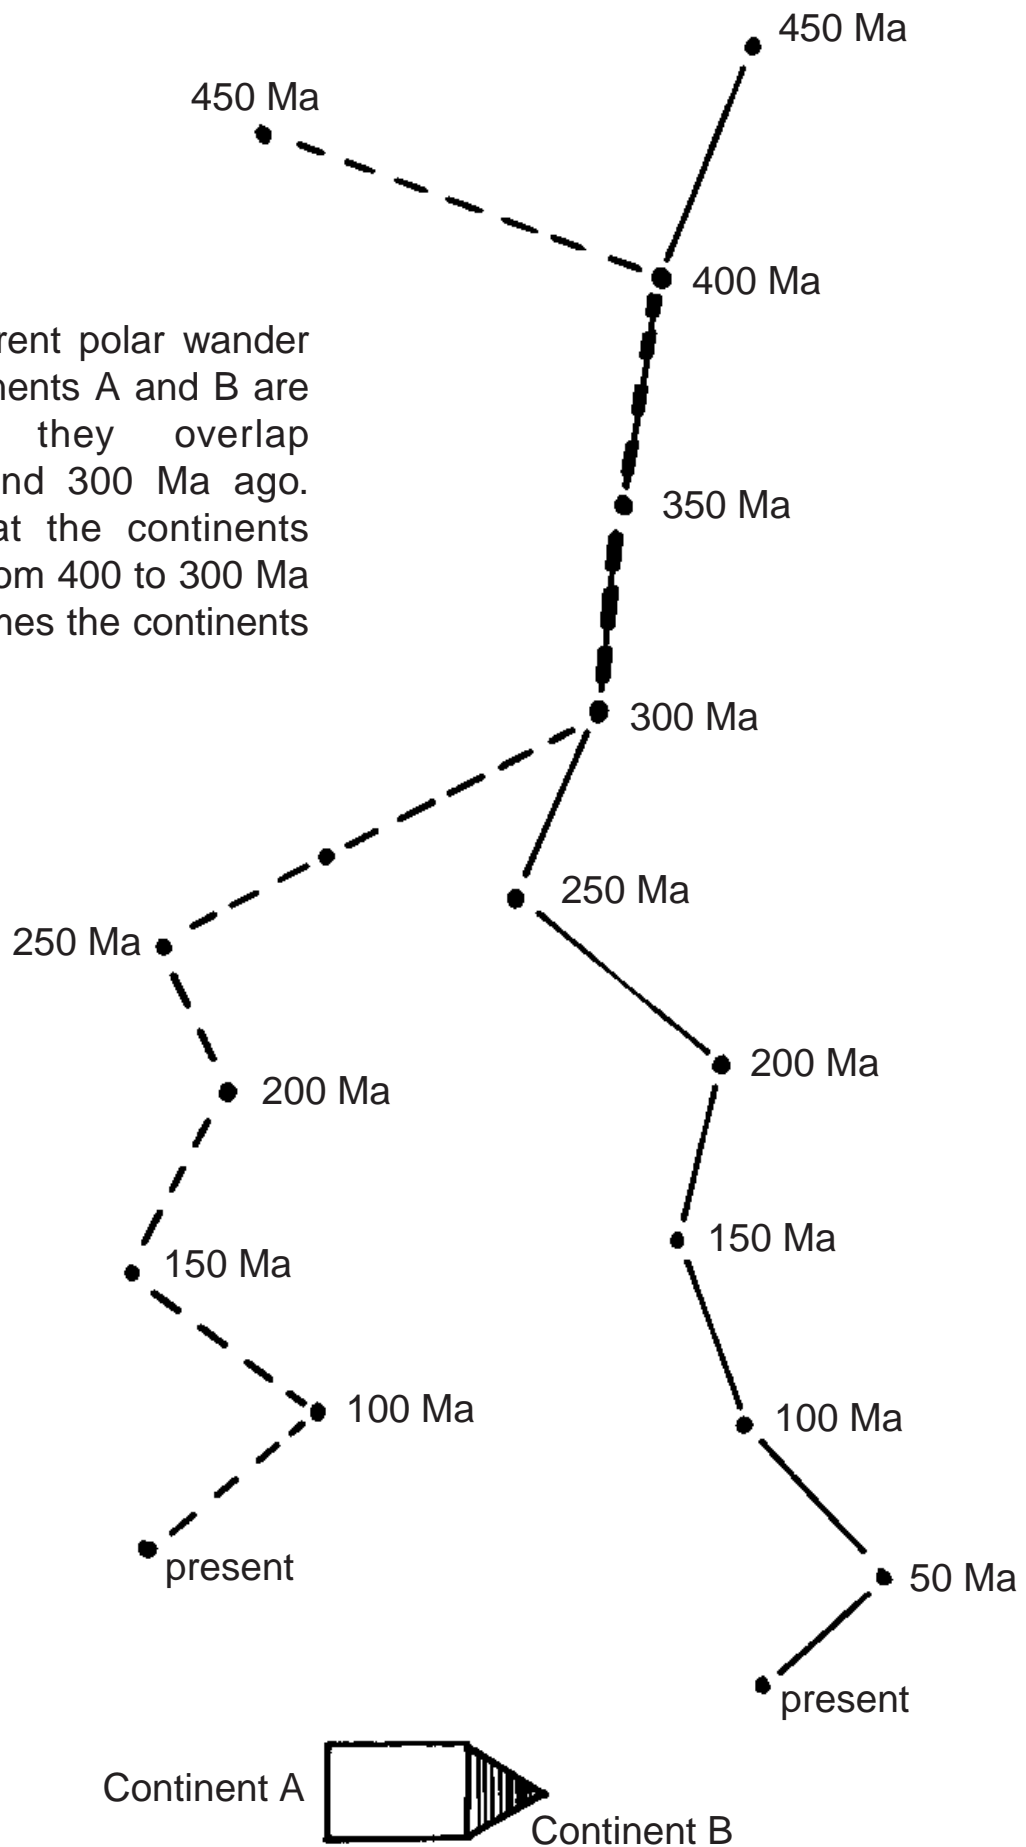 450 Ma
450 Ma
400 Ma
rent polar wander
nents A and B are
they overlap
nd 300 Ma ago.
at the continents
om 400 to 300 Ma
nes the continents
350 Ma
300 Ma
250 Ma
250 Ma
200 Ma
200 Ma
150 Ma
150 Ma
100 Ma
100 Ma
present
50 Ma
present
Continent A
Continent B